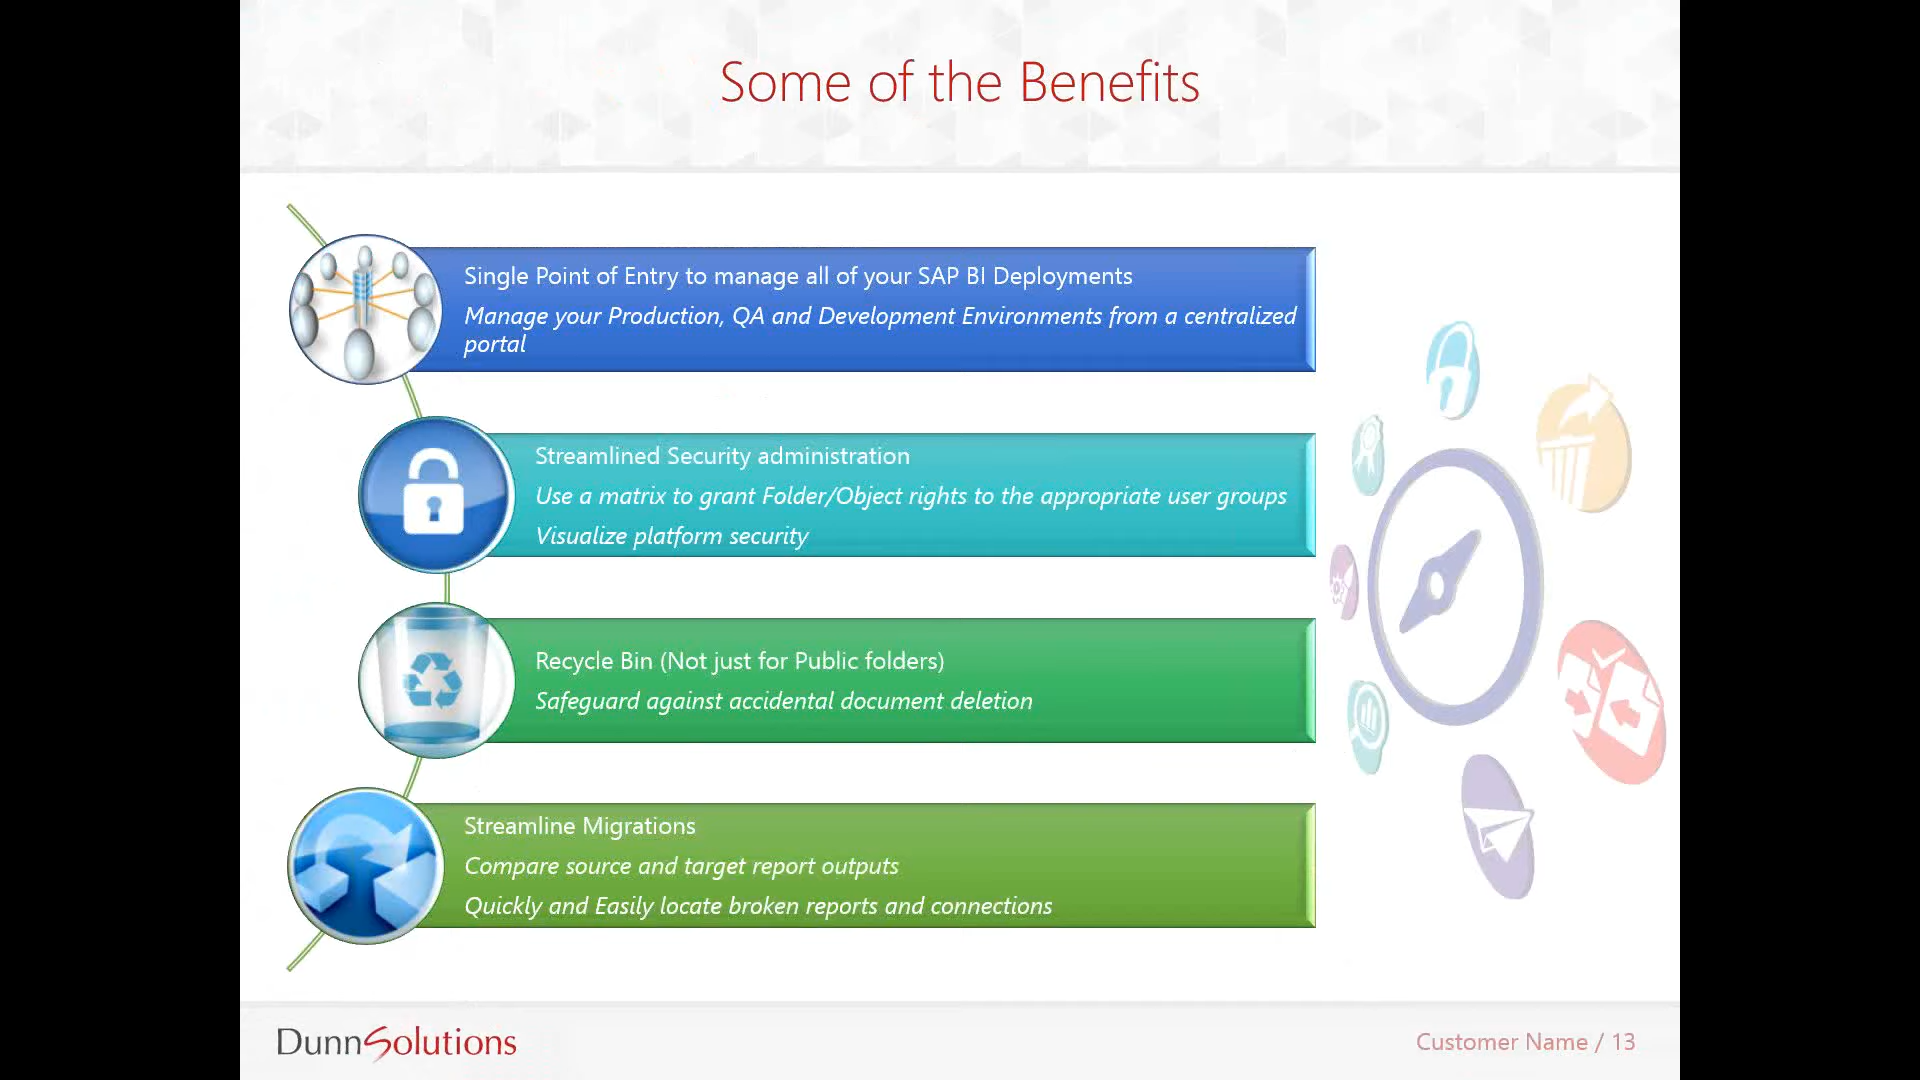 Some of the Benefits
Single Point of Entry to manage all of your SAP BI Deployments
Manage your Production, QA and Development Environments from a centralized
portal
Streamlined Security administration
Use a matrix to grant Folder/Object rights to the appropriate user groups
Visualize platform security
Recycle Bin (Not just for Public folders)
Safeguard against accidental document deletion
Streamline Migrations
Compare source and target report outputs
Quickly and Easily locate broken reports and connections
DunnSolutions
Customer Name / 13